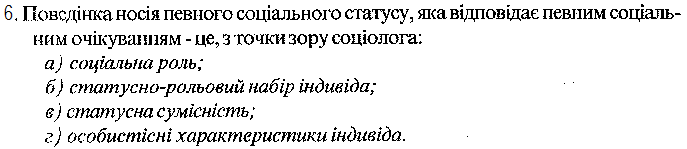 6. Поведінка носія певного соціального статусу, яка відповідає певним соціаль-
ним очікуванням - це, з точки зору соціолога:
а) соціальна роль;
б) статусно-рольовий набір індивіда;
в) статусна сумісність;
г) особистісні характеристики індивіда.